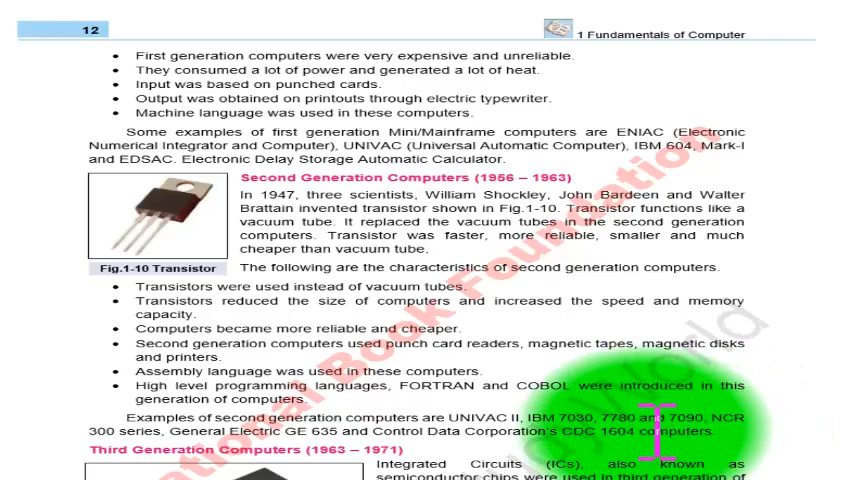 12
1 Fundamentals of Computer
• First generation computers were very expensive and unreliable.
• They consumed a lot of power and generated a lot of heat.
• Input was based on punched cards.
• Output was obtained on printouts through electric typewriter.
• Machine language was used in these computers.
Some examples of first generation Mini/Mainframe computers are ENIAC (Electronic
Numerical Integrator and Computer), UNIVAC (Universal Automatic Computer), IBM 604, Mark-I
and EDSAC. Electronic Delay Storage Automatic Calculator.
Second Generation Computers (1956 – 1963)
In 1947, three scientists, William Shockley, John Bardeen and Walter
Brattain invented transistor shown in Fig.1-10. Transistor functions like a
vacuum tube. It replaced the vacuum tubes in the second generation
computers. Transistor was faster, more reliable, smaller and much
cheaper than vacuum tube.
Fig.1-10 Transistor
The following are the characteristics of second generation computers.
• Transistors were used instead of vacuum tubes.
• Transistors reduced the size of computers and increased the speed and memory
capacity.
• Computers became more reliable and cheaper.
• Second generation computers used punch card readers, magnetic tapes, magnetic disks
and printers.
• Assembly language was used in these computers.
• High level programming languages, FORTRAN and COBOL were introduced in this
generation of computers.
Examples of second generation computers are UNIVAC II, IBM 7030, 7780 and 7090, NCR
300 series, General Electric GE 635 and Control Data Corporation's CDC 1604 computers.
Third Generation Computers (1963 – 1971)
Integrated Circuits (ICs), also known as
semiconductor chips were used in third generation of
ational Book Foundation
World